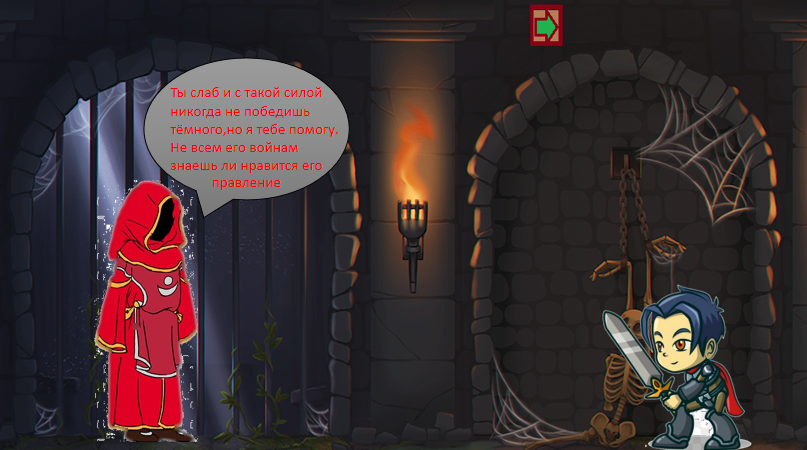 Ты слаб и с такой силой
никогда не победишь
тёмного,но я тебе помогу.
Не всем его войнам
знаешь ли нравится его
правление